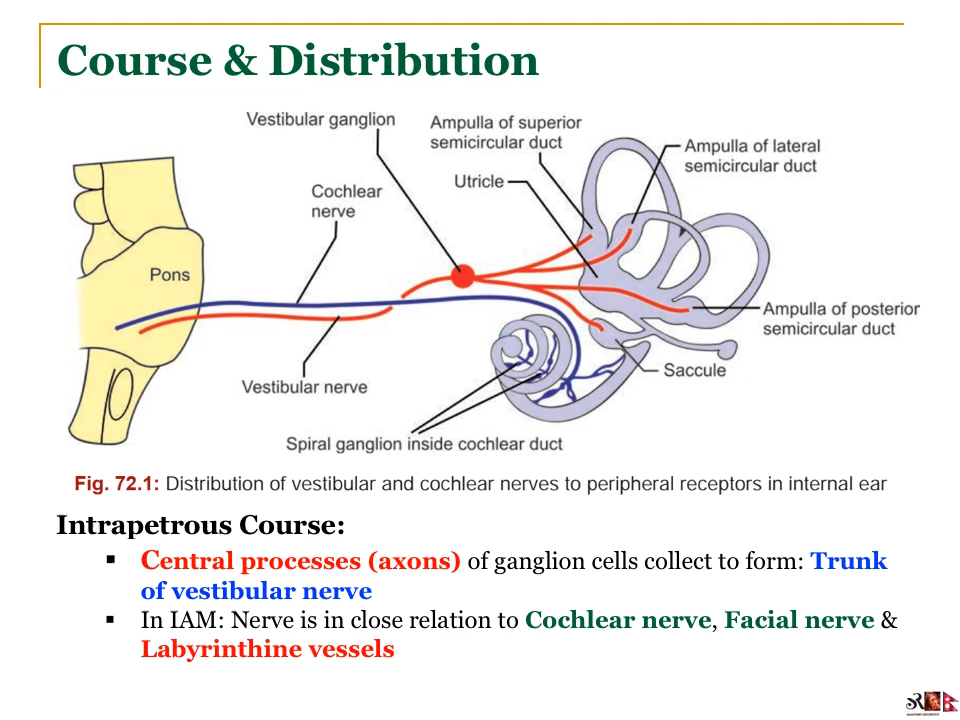 Course & Distribution
Vestibular ganglion
Ampulla of superior
semicircular duct
Ampulla of lateral
semicircular duct
Utricle
Cochlear
nerve
Pons
Ampulla of posterior
semicircular duct
Saccule
Vestibular nerve
Spiral ganglion inside cochlear duct
Fig. 72.1: Distribution of vestibular and cochlear nerves to peripheral receptors in internal ear
Intrapetrous Course:
▪ Central processes (axons) of ganglion cells collect to form: Trunk
of vestibular nerve
▪ In IAM: Nerve is in close relation to Cochlear nerve, Facial nerve &
Labyrinthine vessels